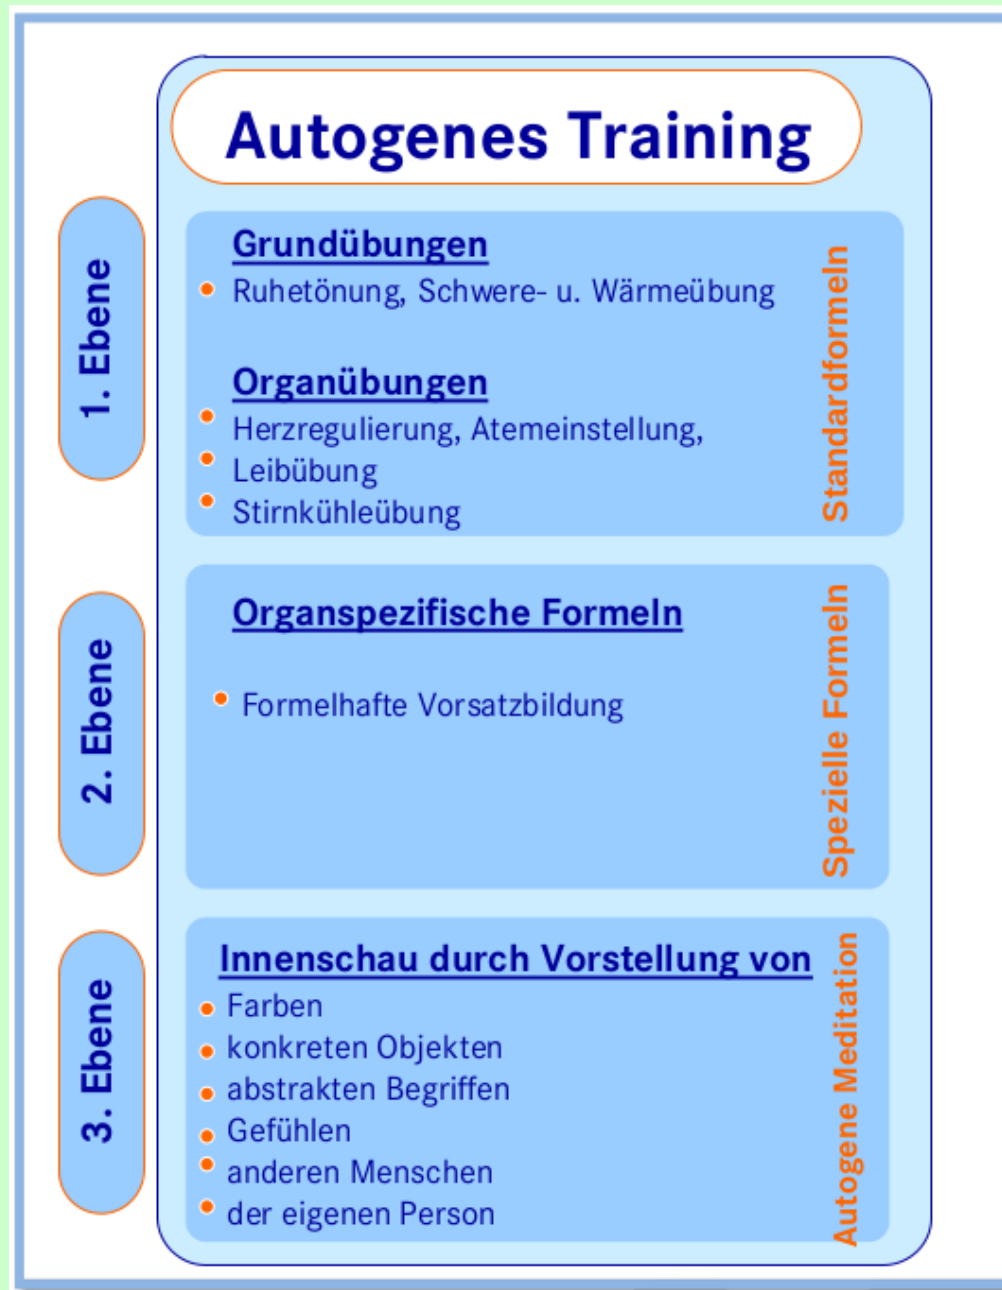 Autogenes Training
1. Ebene
Grundübungen
Ruhetönung, Schwere- u. Wärmeübung
Organübungen
Herzregulierung, Atemeinstellung,
Leibübung
Stirnkühleübung
Standardformeln
2. Ebene
Organspezifische Formeln
Formelhafte Vorsatzbildung
Spezielle Formeln
3. Ebene
Innenschau durch Vorstellung von
Farben
konkreten Objekten
abstrakten Begriffen
Gefühlen
anderen Menschen
der eigenen Person
Autogene Meditation